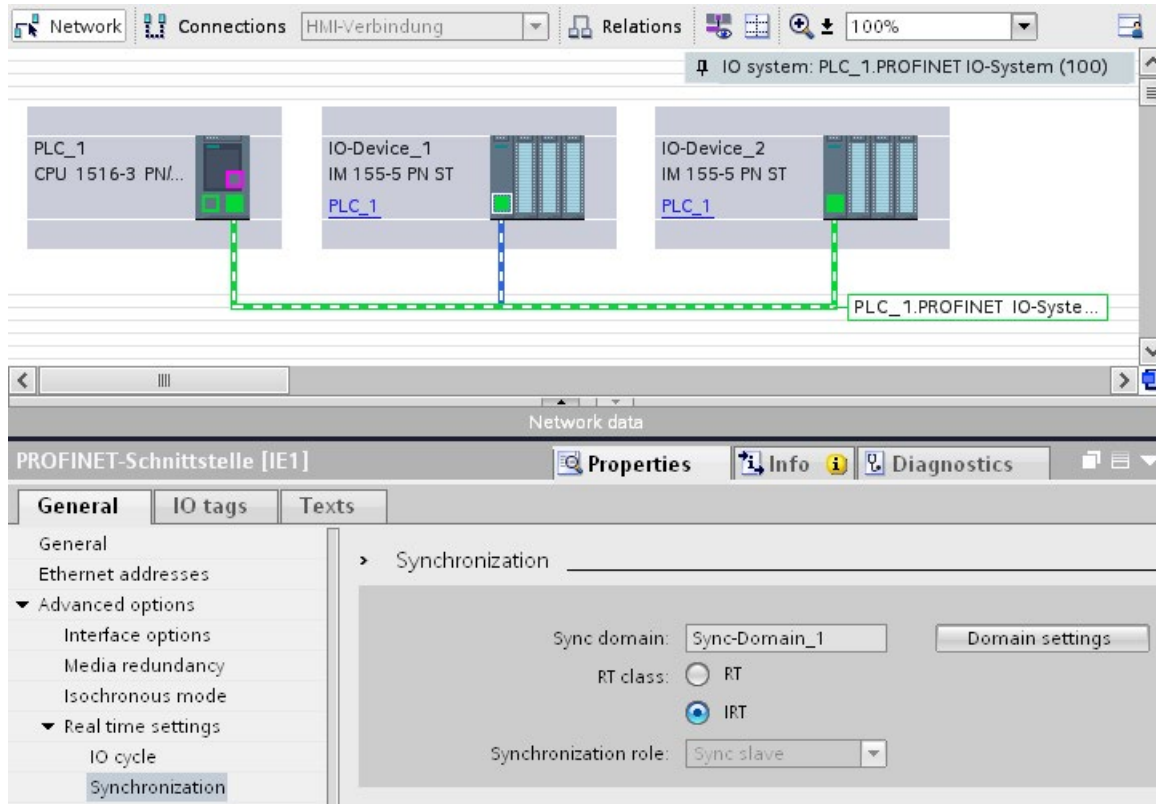 Network Connections HMI-Verbindung Relations 100%
IO system: PLC_1.PROFINET IO-System (100)
PLC_1
CPU 1516-3 PN/...
IO-Device_1
IM 155-5 PN ST
PLC_1
IO-Device_2
IM 155-5 PN ST
PLC_1
PLC_1.PROFINET IO-Syste...
Network data
PROFINET-Schnittstelle [IE1] Properties Info Diagnostics
General IO tags Texts
General
Ethernet addresses
Advanced options
Interface options
Media redundancy
Isochronous mode
Real time settings
IO cycle
Synchronization
Synchronization
Sync domain: Sync-Domain_1 Domain settings
RT class: RT
IRT
Synchronization role: Sync slave